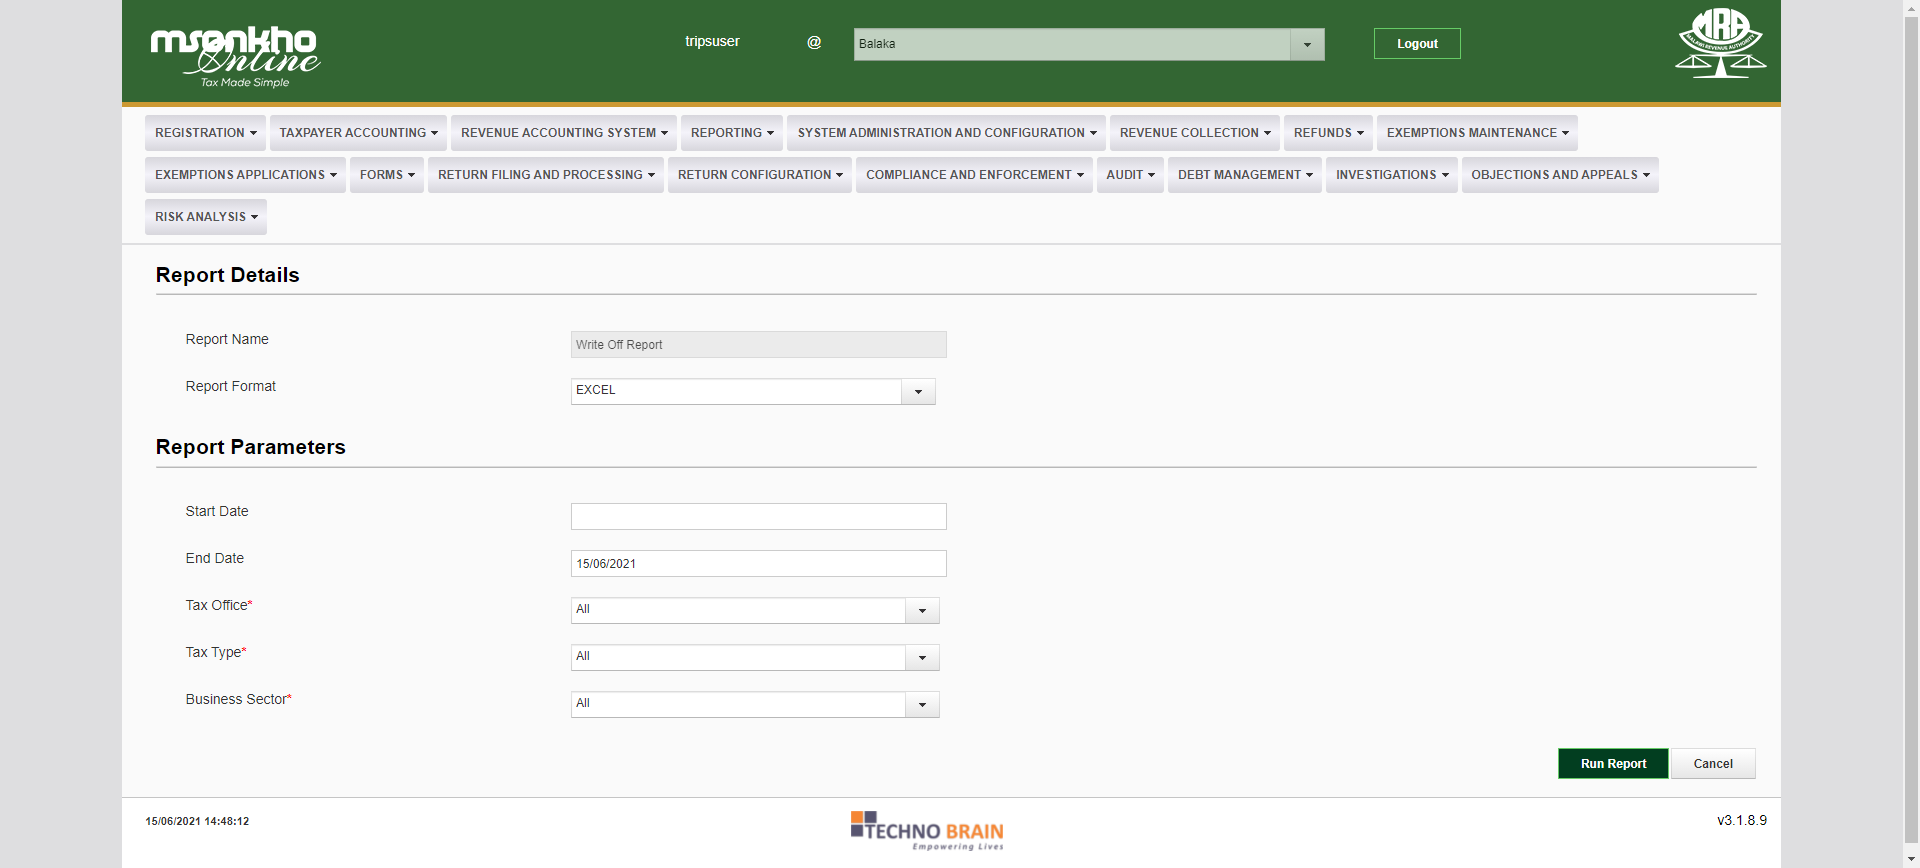 msonkho
Online
Tax Made Simple
tripsuser @ Balaka Logout
MRA
MALAWI REVENUE AUTHORITY
REGISTRATION TAXPAYER ACCOUNTING REVENUE ACCOUNTING SYSTEM REPORTING SYSTEM ADMINISTRATION AND CONFIGURATION REVENUE COLLECTION REFUNDS EXEMPTIONS MAINTENANCE
EXEMPTIONS APPLICATIONS FORMS RETURN FILING AND PROCESSING RETURN CONFIGURATION COMPLIANCE AND ENFORCEMENT AUDIT DEBT MANAGEMENT INVESTIGATIONS OBJECTIONS AND APPEALS
RISK ANALYSIS
Report Details
Report Name Write Off Report
Report Format EXCEL
Report Parameters
Start Date
End Date 15/06/2021
Tax Office* All
Tax Type* All
Business Sector* All
Run Report Cancel
15/06/2021 14:48:12
TECHNO BRAIN
Empowering Lives
v3.1.8.9